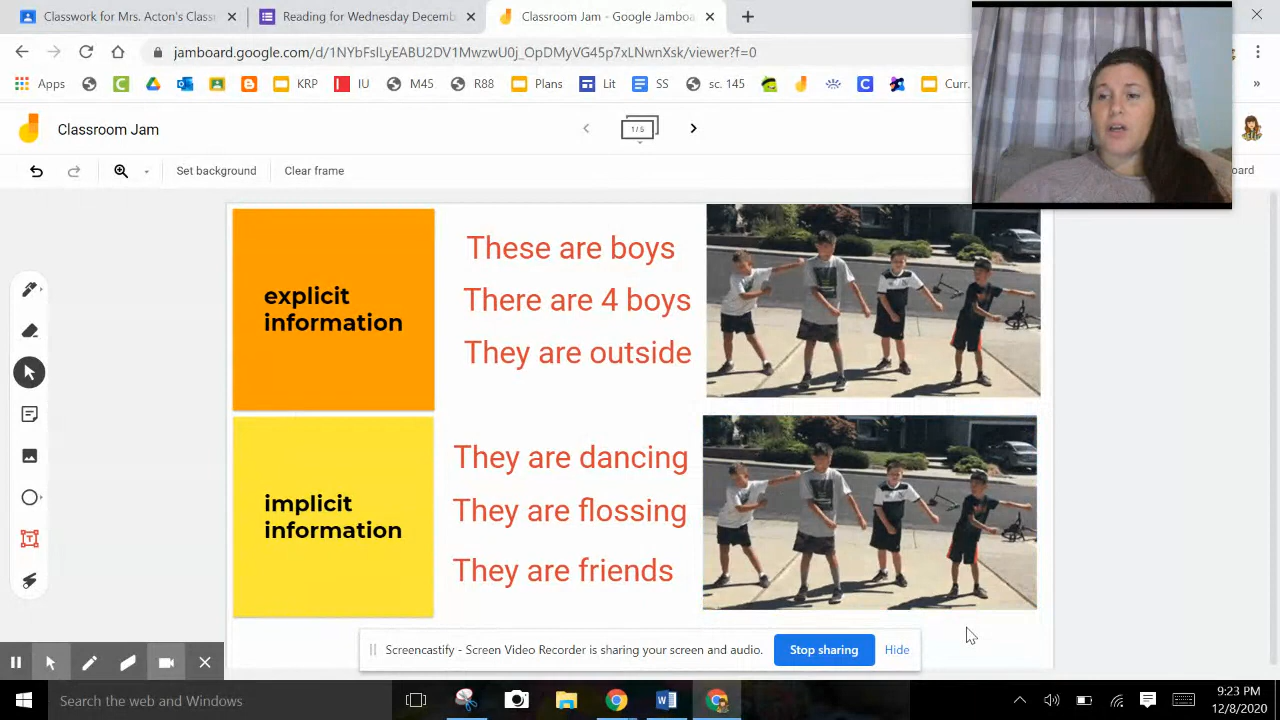 Classwork for Mrs. Acton's Class
Reading for Wednesday Dec
Classroom Jam - Google Jamboa
jamboard.google.com/d/1NYbFsILyEABU2DV1MwzwU0j_OpDMyVG45p7xLNwnXsk/viewer?f=0
Apps C KRP IU M45 R88 Plans Lit SS sc. 145 C Curr.
Classroom Jam
1/5
Set background Clear frame
explicit
information
These are boys
There are 4 boys
They are outside
implicit
information
They are dancing
They are flossing
They are friends
Screencastify - Screen Video Recorder is sharing your screen and audio.
Stop sharing
Hide
Search the web and Windows
9:23 PM
12/8/2020